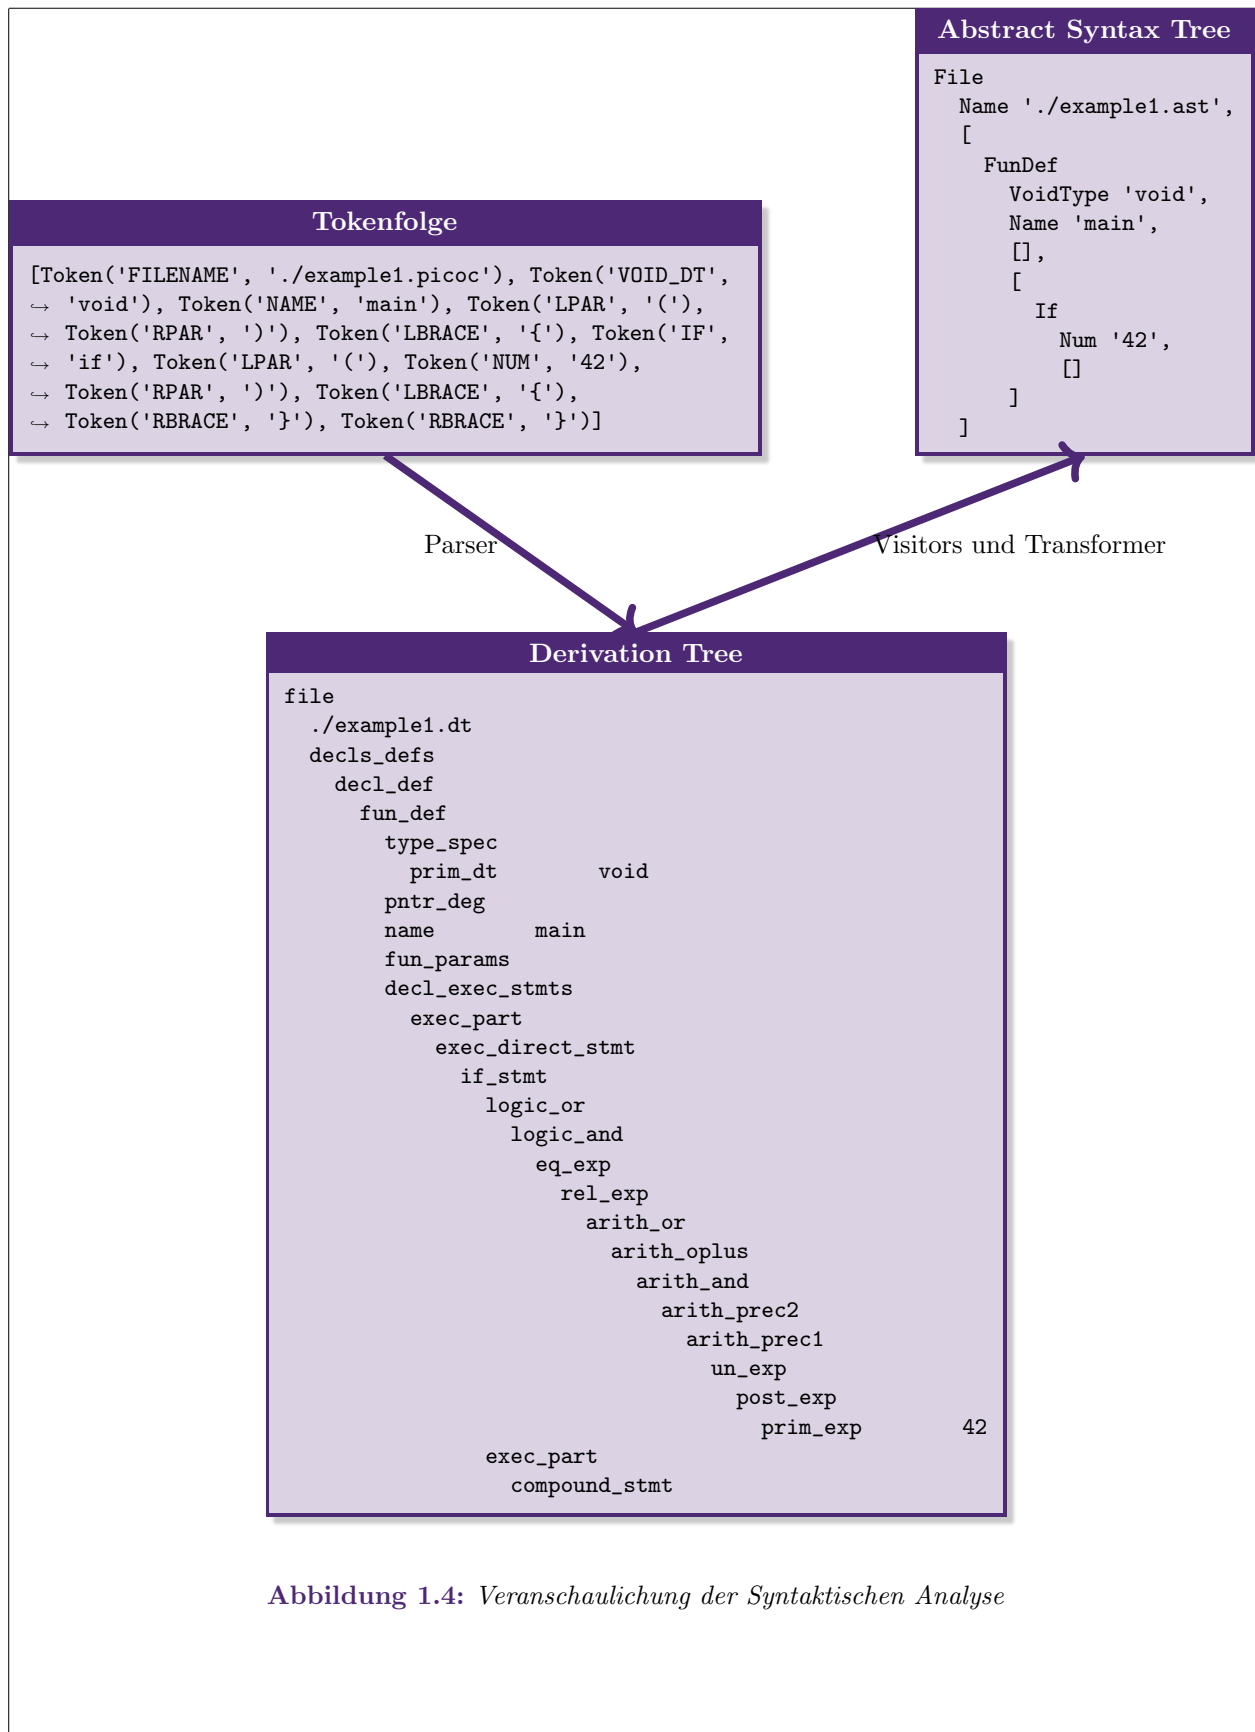 Abstract Syntax Tree
File
  Name './example1.ast',
  [
    FunDef
      VoidType 'void',
      Name 'main',
      [],
      [
        If
          Num '42',
          []
      ]
  ]
Tokenfolge
[Token('FILENAME', './example1.picoc'), Token('VOID_DT',
↪ 'void'), Token('NAME', 'main'), Token('LPAR', '('),
↪ Token('RPAR', ')'), Token('LBRACE', '{'), Token('IF',
↪ 'if'), Token('LPAR', '('), Token('NUM', '42'),
↪ Token('RPAR', ')'), Token('LBRACE', '{'),
↪ Token('RBRACE', '}'), Token('RBRACE', '}')]
Parser
Visitors und Transformer
Derivation Tree
file
  ./example1.dt
  decls_defs
    decl_def
      fun_def
        type_spec
          prim_dt        void
        pntr_deg
        name        main
        fun_params
        decl_exec_stmts
          exec_part
            exec_direct_stmt
              if_stmt
                logic_or
                  logic_and
                    eq_exp
                      rel_exp
                        arith_or
                          arith_oplus
                            arith_and
                              arith_prec2
                                arith_prec1
                                  un_exp
                                    post_exp
                                      prim_exp        42
                exec_part
                  compound_stmt
Abbildung 1.4: Veranschaulichung der Syntaktischen Analyse